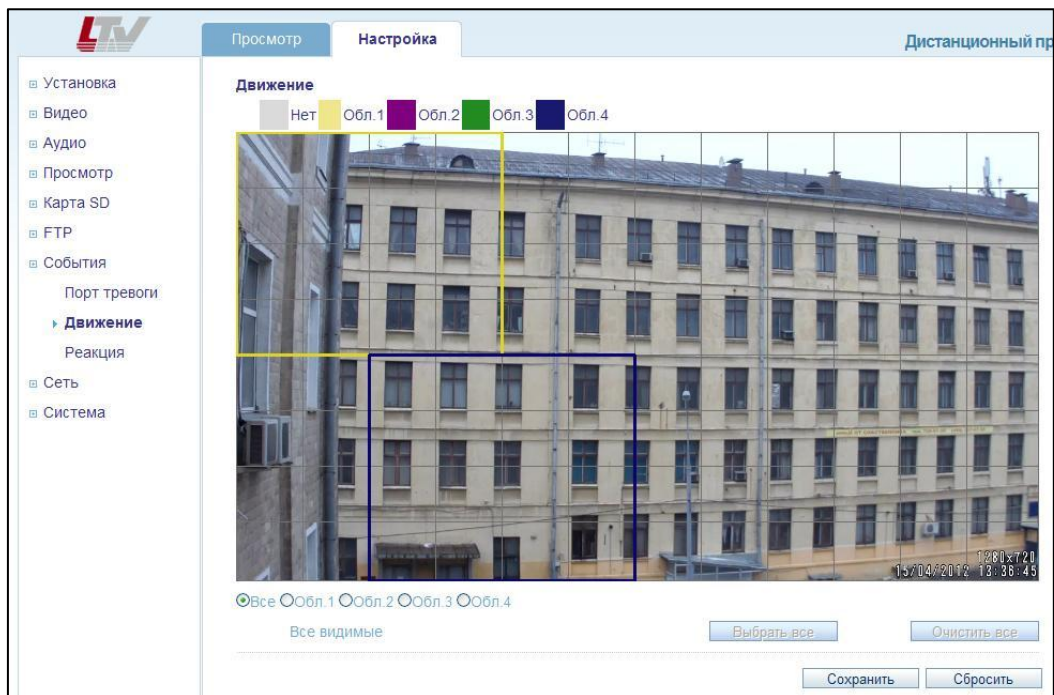 LTV
Просмотр
Настройка
Дистанционный пр
Установка
Видео
Аудио
Просмотр
Карта SD
FTP
События
Порт тревоги
Движение
Реакция
Сеть
Система
Движение
Нет Обл.1 Обл.2 Обл.3 Обл.4
1280x720
15/04/2012 13:36:45
Все Обл.1 Обл.2 Обл.3 Обл.4
Все видимые
Выбрать все
Очистить все
Сохранить
Сбросить